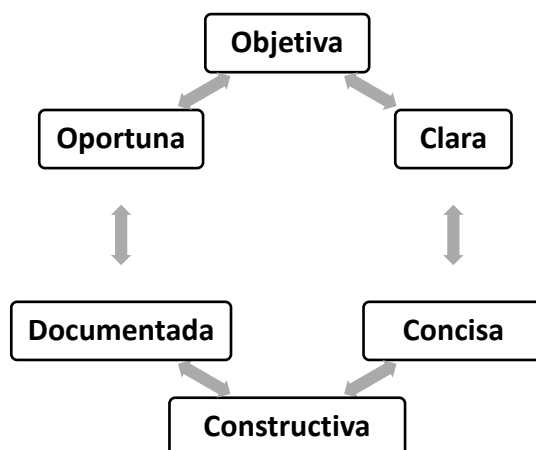 Objetiva
Oportuna
Clara
Documentada
Concisa
Constructiva